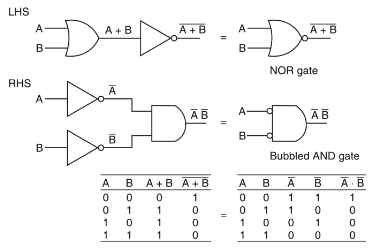 LHS
A
B
A + B
A̅ ̅+̅ ̅B̅
=
A
B
A̅ ̅+̅ ̅B̅
NOR gate
RHS
A
A̅
B
B̅
A̅ B̅
=
A
B
A̅ B̅
Bubbled AND gate
A B A + B A̅ ̅+̅ ̅B̅ = A B A̅ B̅ A̅ · B̅
0 0 0 1 0 0 1 1 1
0 1 1 0 0 1 1 0 0
1 0 1 0 1 0 0 1 0
1 1 1 0 1 1 0 0 0